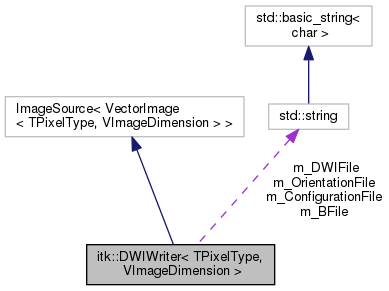 std::basic_string<
char >
ImageSource< VectorImage
< TPixelType, VImageDimension > >
std::string
m_DWIFile
m_OrientationFile
m_ConfigurationFile
m_BFile
itk::DWIWriter< TPixelType,
VImageDimension >